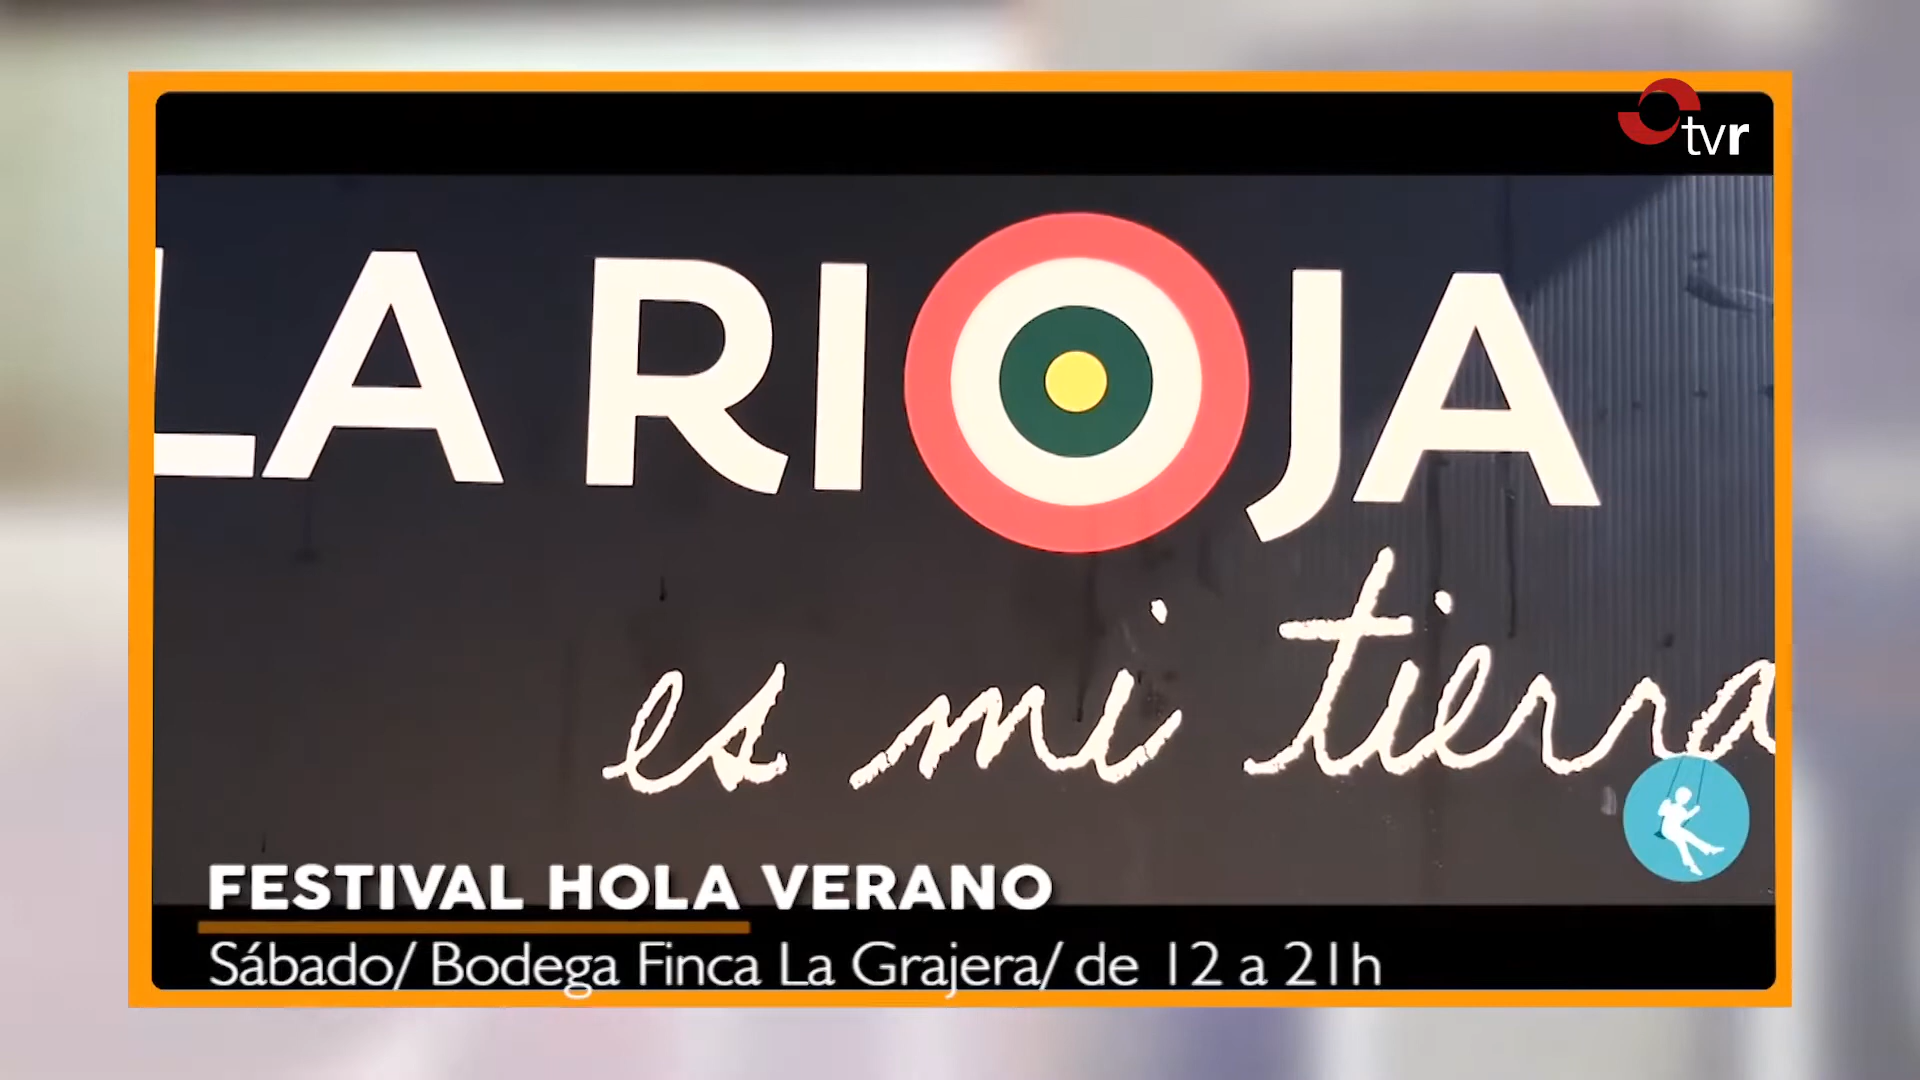 tvr
LA RIOJA
es mi tierra
FESTIVAL HOLA VERANO
Sábado/ Bodega Finca La Grajera/ de 12 a 21h